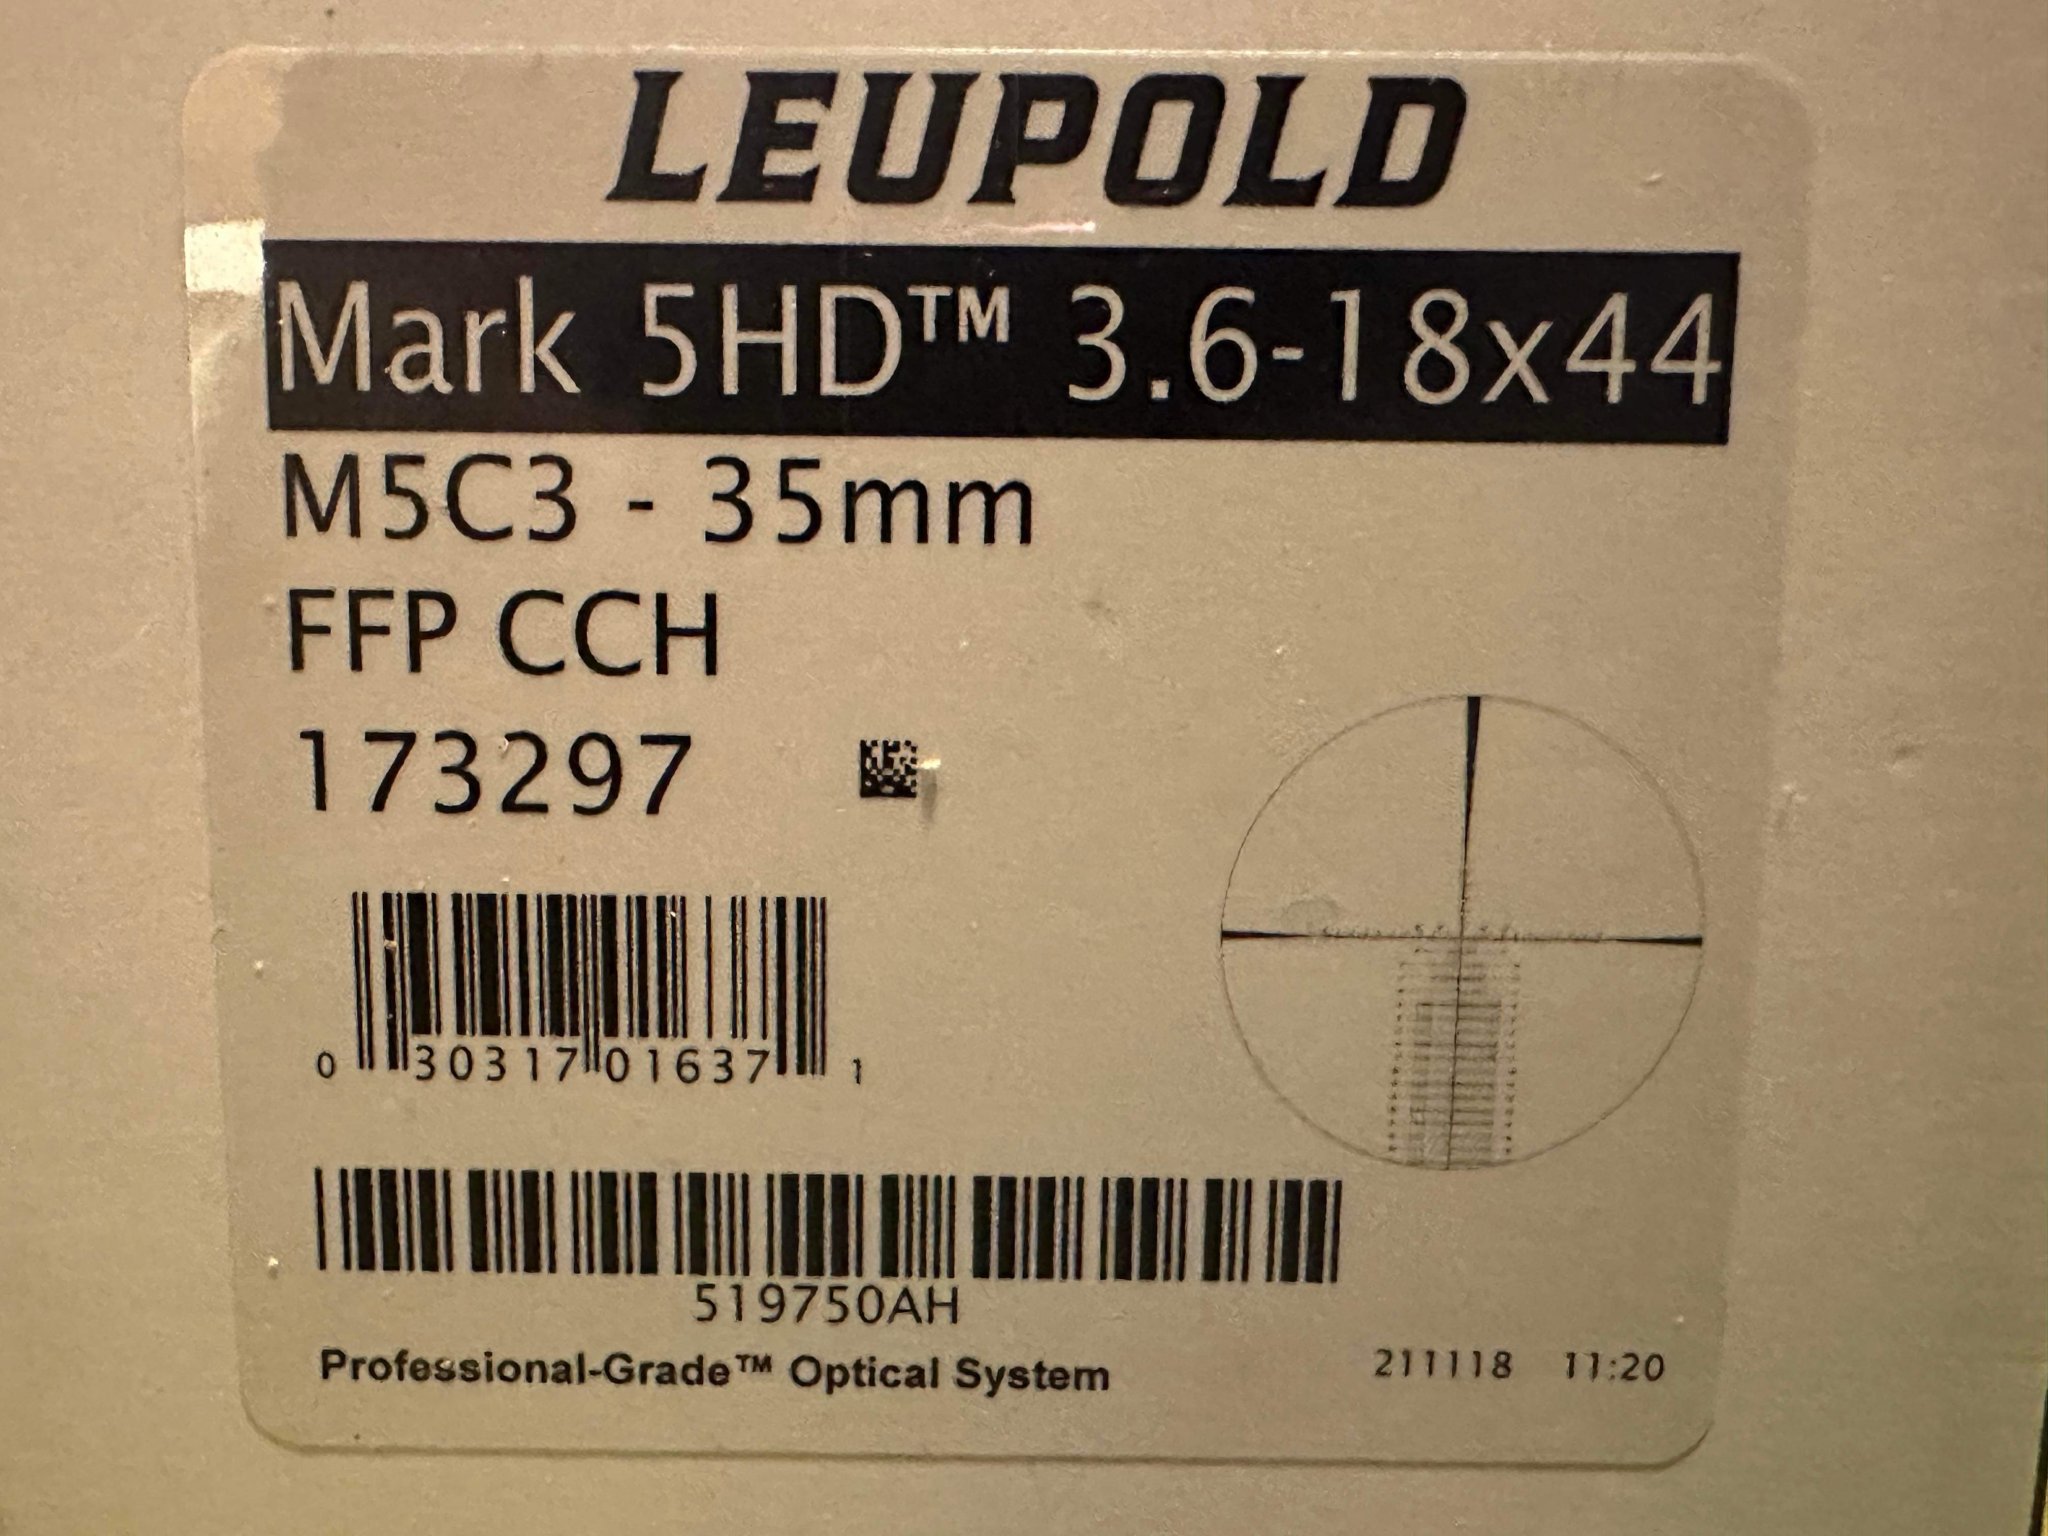 LEUPOLD
Mark 5HD™ 3.6-18x44
M5C3 - 35mm
FFP CCH
173297
0 30317 01637 1
519750AH
Professional-Grade™ Optical System
211118 11:20